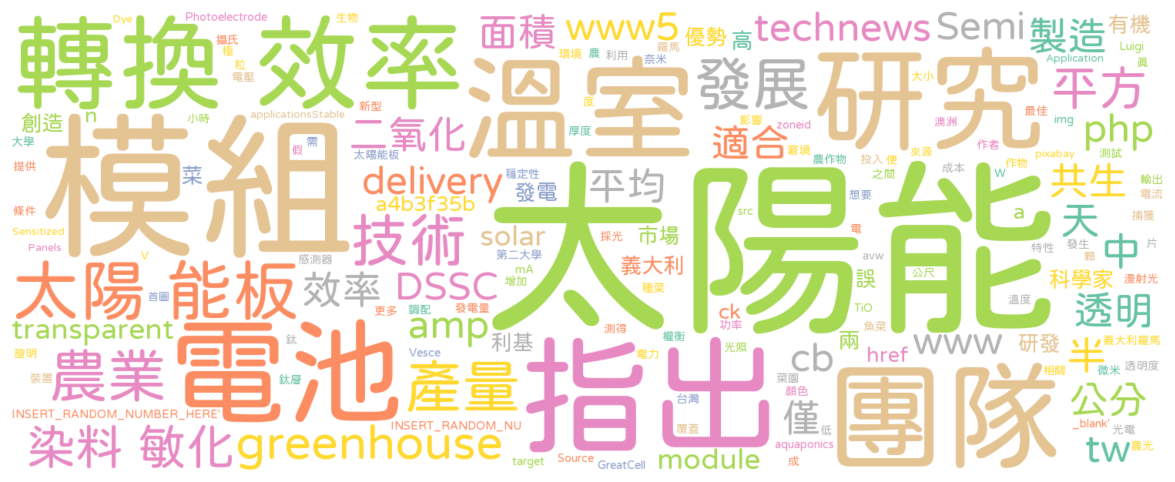 Dye
Photoelectrode
生物
面積
www5
優勢
高
technews
Semi
製造
有機
攝氏
極
粒
電壓
環境
農
羅馬
利用
奈米
Luigi
真
轉換 效率
溫室
發展
研究
大小
Application
平方
創造
n
小時
applicationsStable
新型
度
二氧化
厚度
適合
影響
zoneid
澳洲
最佳
img
php
大學
假
需
太陽能板
窘境
作者
pixabay
測試
提供
模組
菜
delivery
穩定性
發電
平均
農作物
投入
便
之間
來源
成本
作物
w
共生
輸出
電流
條件
Sensitized
a4b3f35b
技術
solar
第二大學
採光
src
市場
太陽能
想要
電
a
天
中
捕獲
Panels
V
感測器
mA
增加
義大利
avw
公尺
誤
特性
發生
顆
片
漫射光
太陽 能板
首圖
效率
DSSC
種菜
TiO
溫度
科學家
透明
transparent
鈦
調配
發電量
更多
amp
利基
測得
ck
功率
權衡
光照
魚菜
兩
www
研發
義大利羅馬
證明
農業
電池
Vesce
產量
指出
電力
cb
菜園
href
相關
半
微米
透明度
裝置
鈦層
台灣
顏色
僅
團隊
公分
INSERT_RANDOM_NUMBER_HERE'
INSERT_RANDOM_NU
覆蓋
低
_blank'
光電
染料 敏化
greenhouse
target
Source
GreatCell
module
aquaponics
成
tw
農光